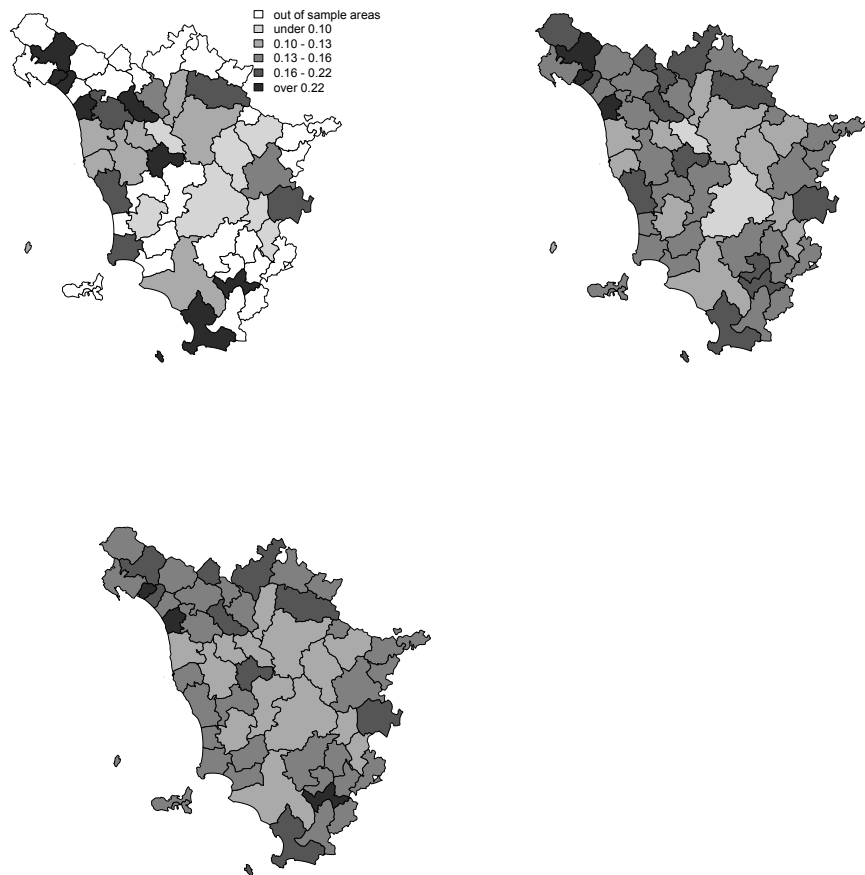 out of sample areas
under 0.10
0.10 - 0.13
0.13 - 0.16
0.16 - 0.22
over 0.22